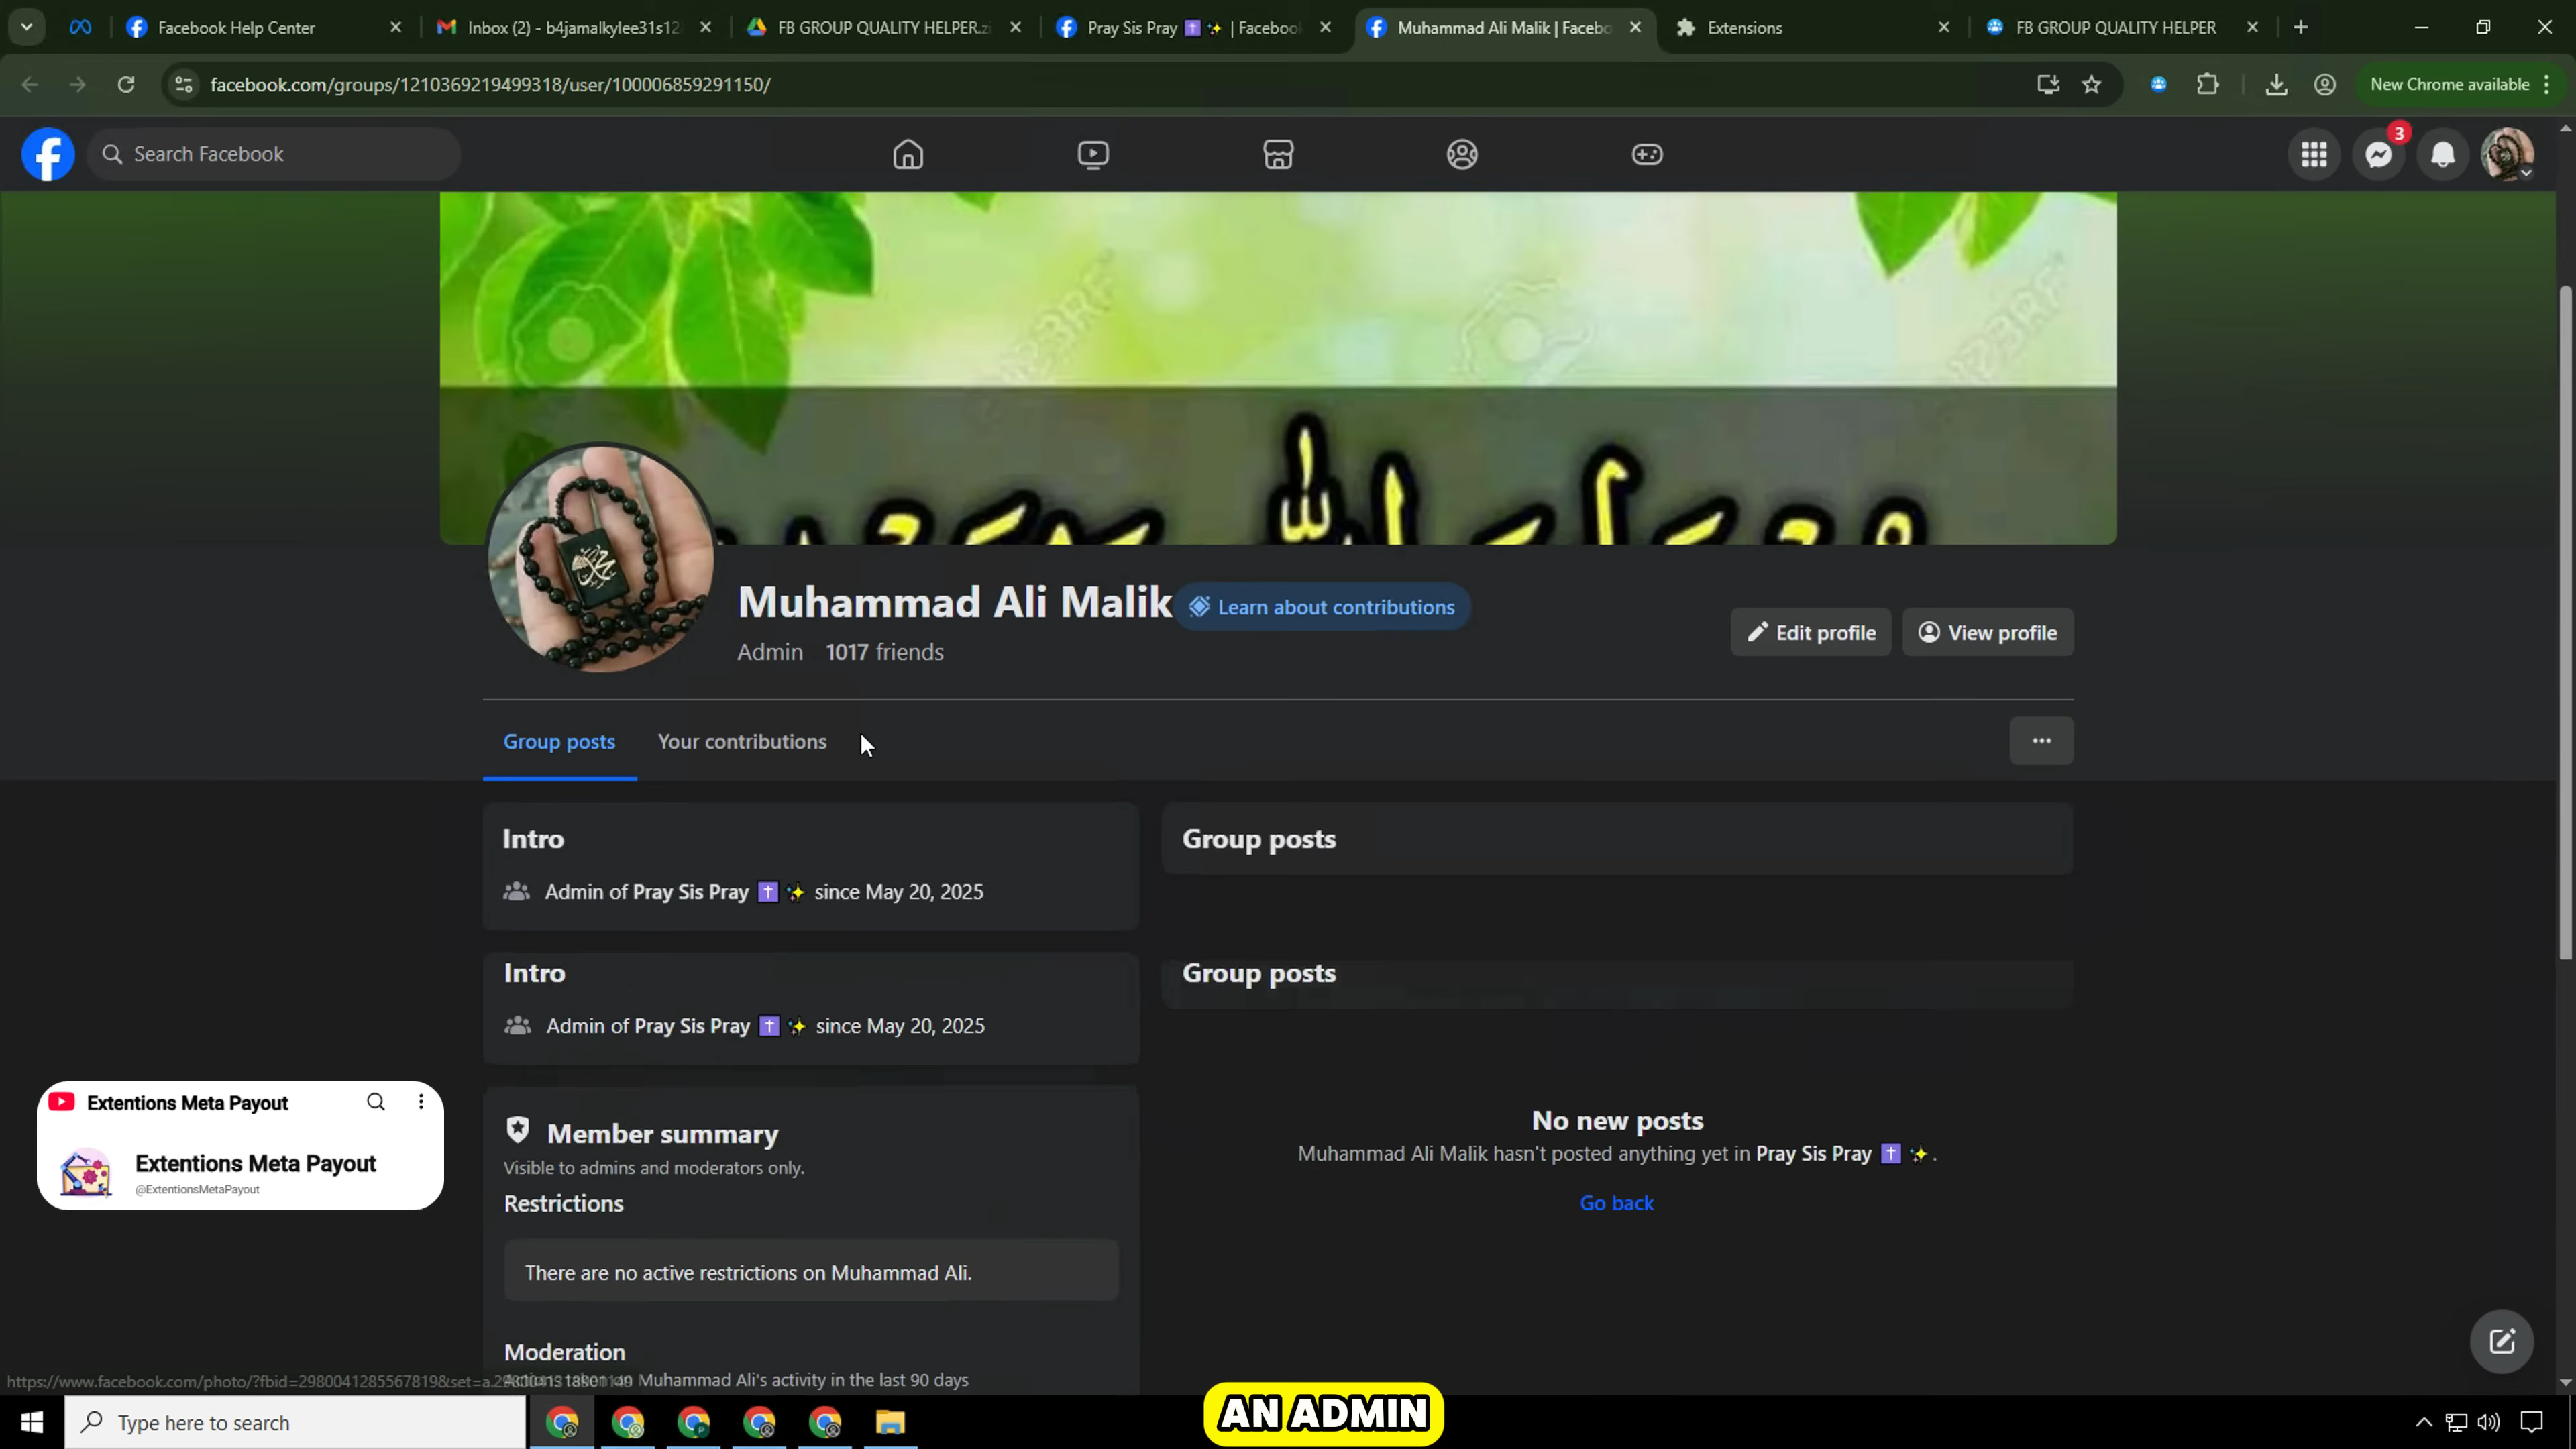 Facebook Help Center
Inbox (2) - b4jamalkylee31s12
FB GROUP QUALITY HELPER.zi
Pray Sis Pray ✝️ ✨ | Facebook
Muhammad Ali Malik | Facebo
Extensions
FB GROUP QUALITY HELPER
facebook.com/groups/1210369219499318/user/100006859291150/
New Chrome available
Search Facebook
3
123RF
Muhammad Ali Malik
Learn about contributions
Admin 1017 friends
Edit profile
View profile
Group posts
Your contributions
Intro
Admin of Pray Sis Pray ✝️ ✨ since May 20, 2025
Group posts
Intro
Admin of Pray Sis Pray ✝️ ✨ since May 20, 2025
Group posts
Member summary
Visible to admins and moderators only.
Restrictions
There are no active restrictions on Muhammad Ali.
Moderation
Muhammad Ali's activity in the last 90 days
No new posts
Muhammad Ali Malik hasn't posted anything yet in Pray Sis Pray ✝️ ✨ .
Go back
Extentions Meta Payout
Extentions Meta Payout
@ExtentionsMetaPayout
Type here to search
AN ADMIN